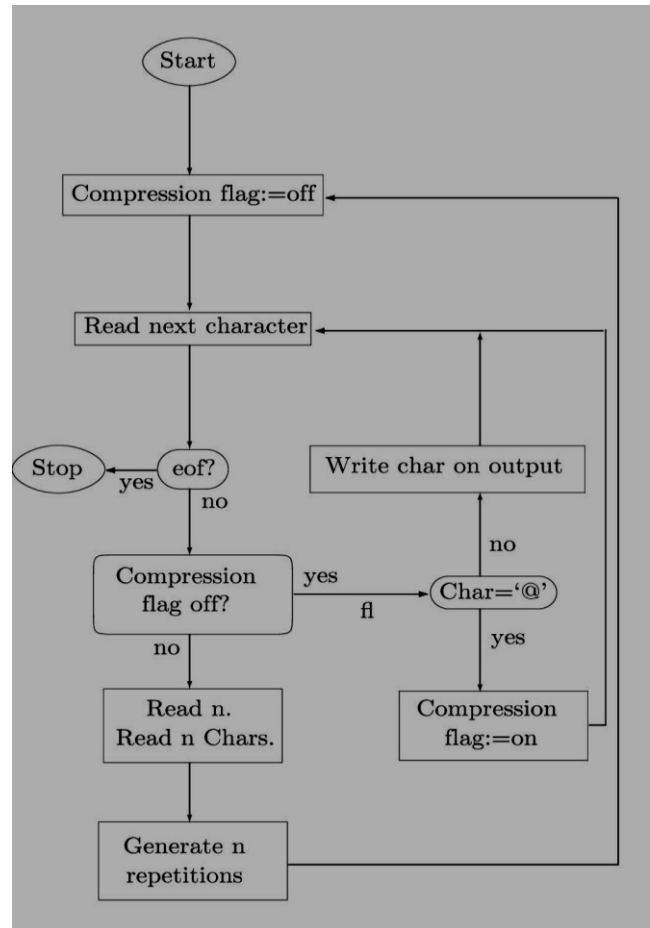 Start
Compression flag:=off
Read next character
Stop
yes
eof?
no
Write char on output
no
Compression
flag off?
yes
fl
Char=‘@’
yes
no
Read n.
Read n Chars.
Compression
flag:=on
Generate n
repetitions